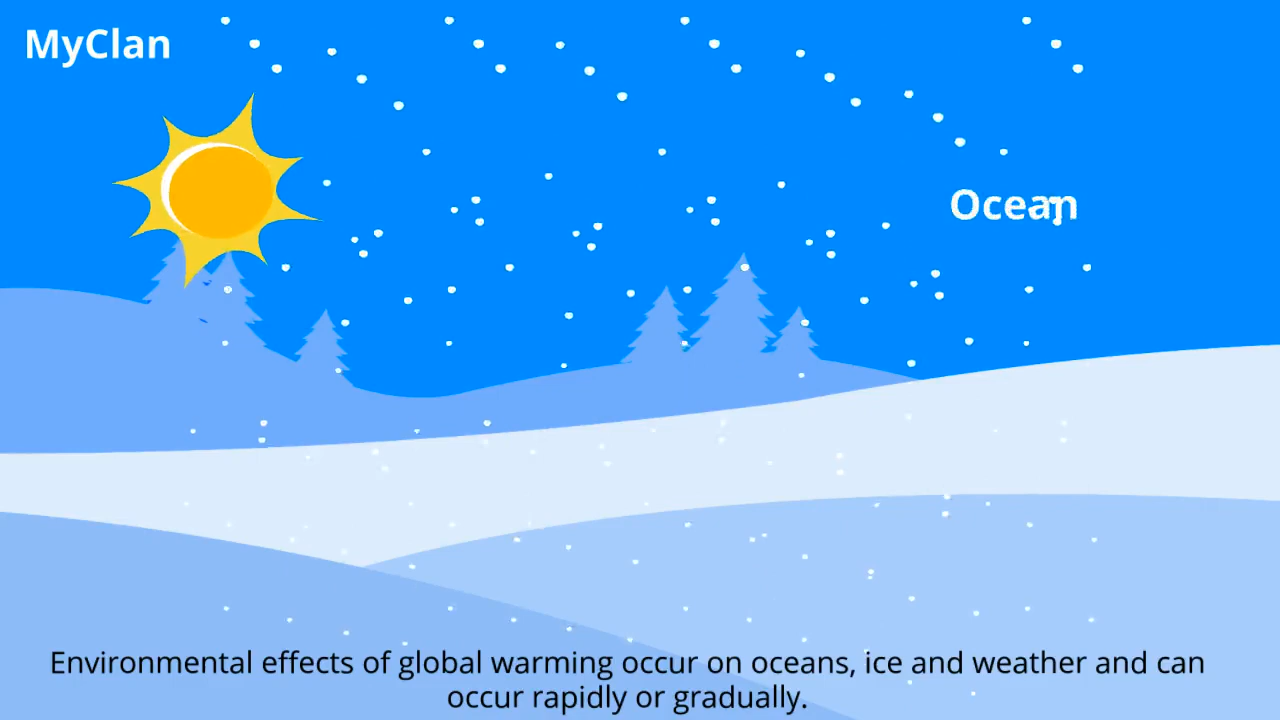 MyClan
Ocean
Environmental effects of global warming occur on oceans, ice and weather and can
occur rapidly or gradually.